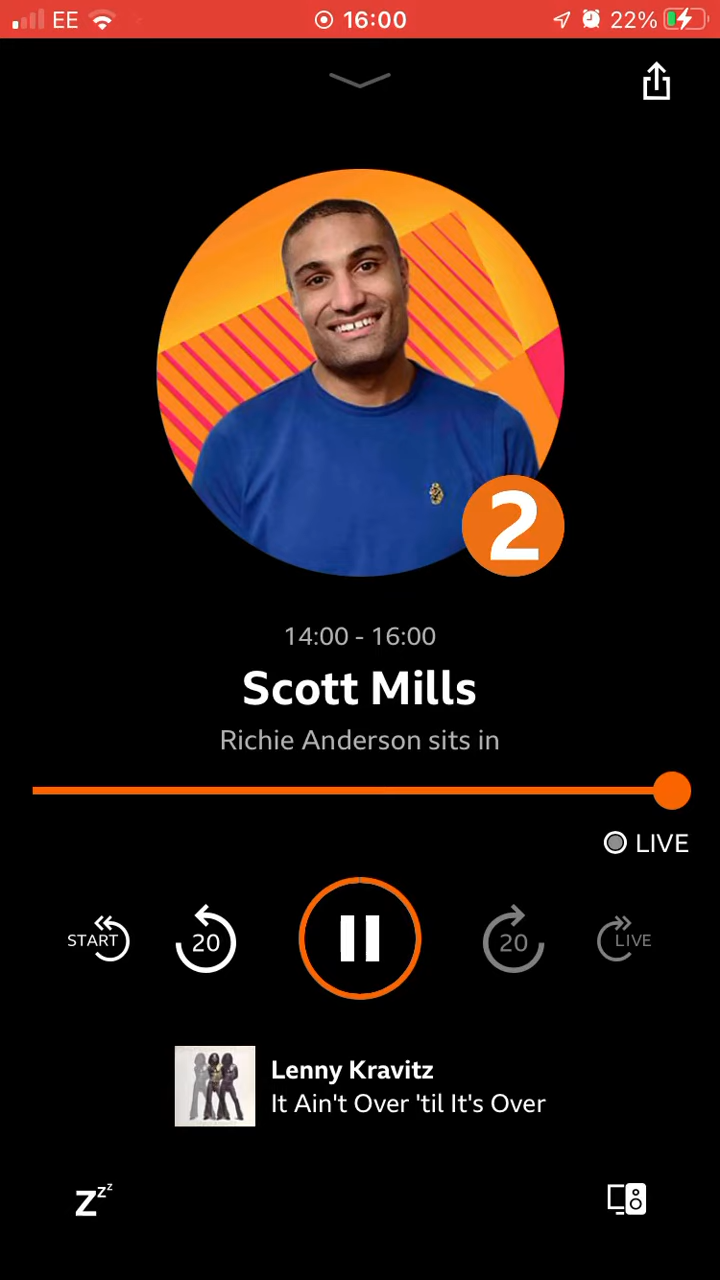 EE 16:00 22%
2
14:00 - 16:00
Scott Mills
Richie Anderson sits in
LIVE
START 20 20 LIVE
Lenny Kravitz
It Ain't Over 'til It's Over
Zzz